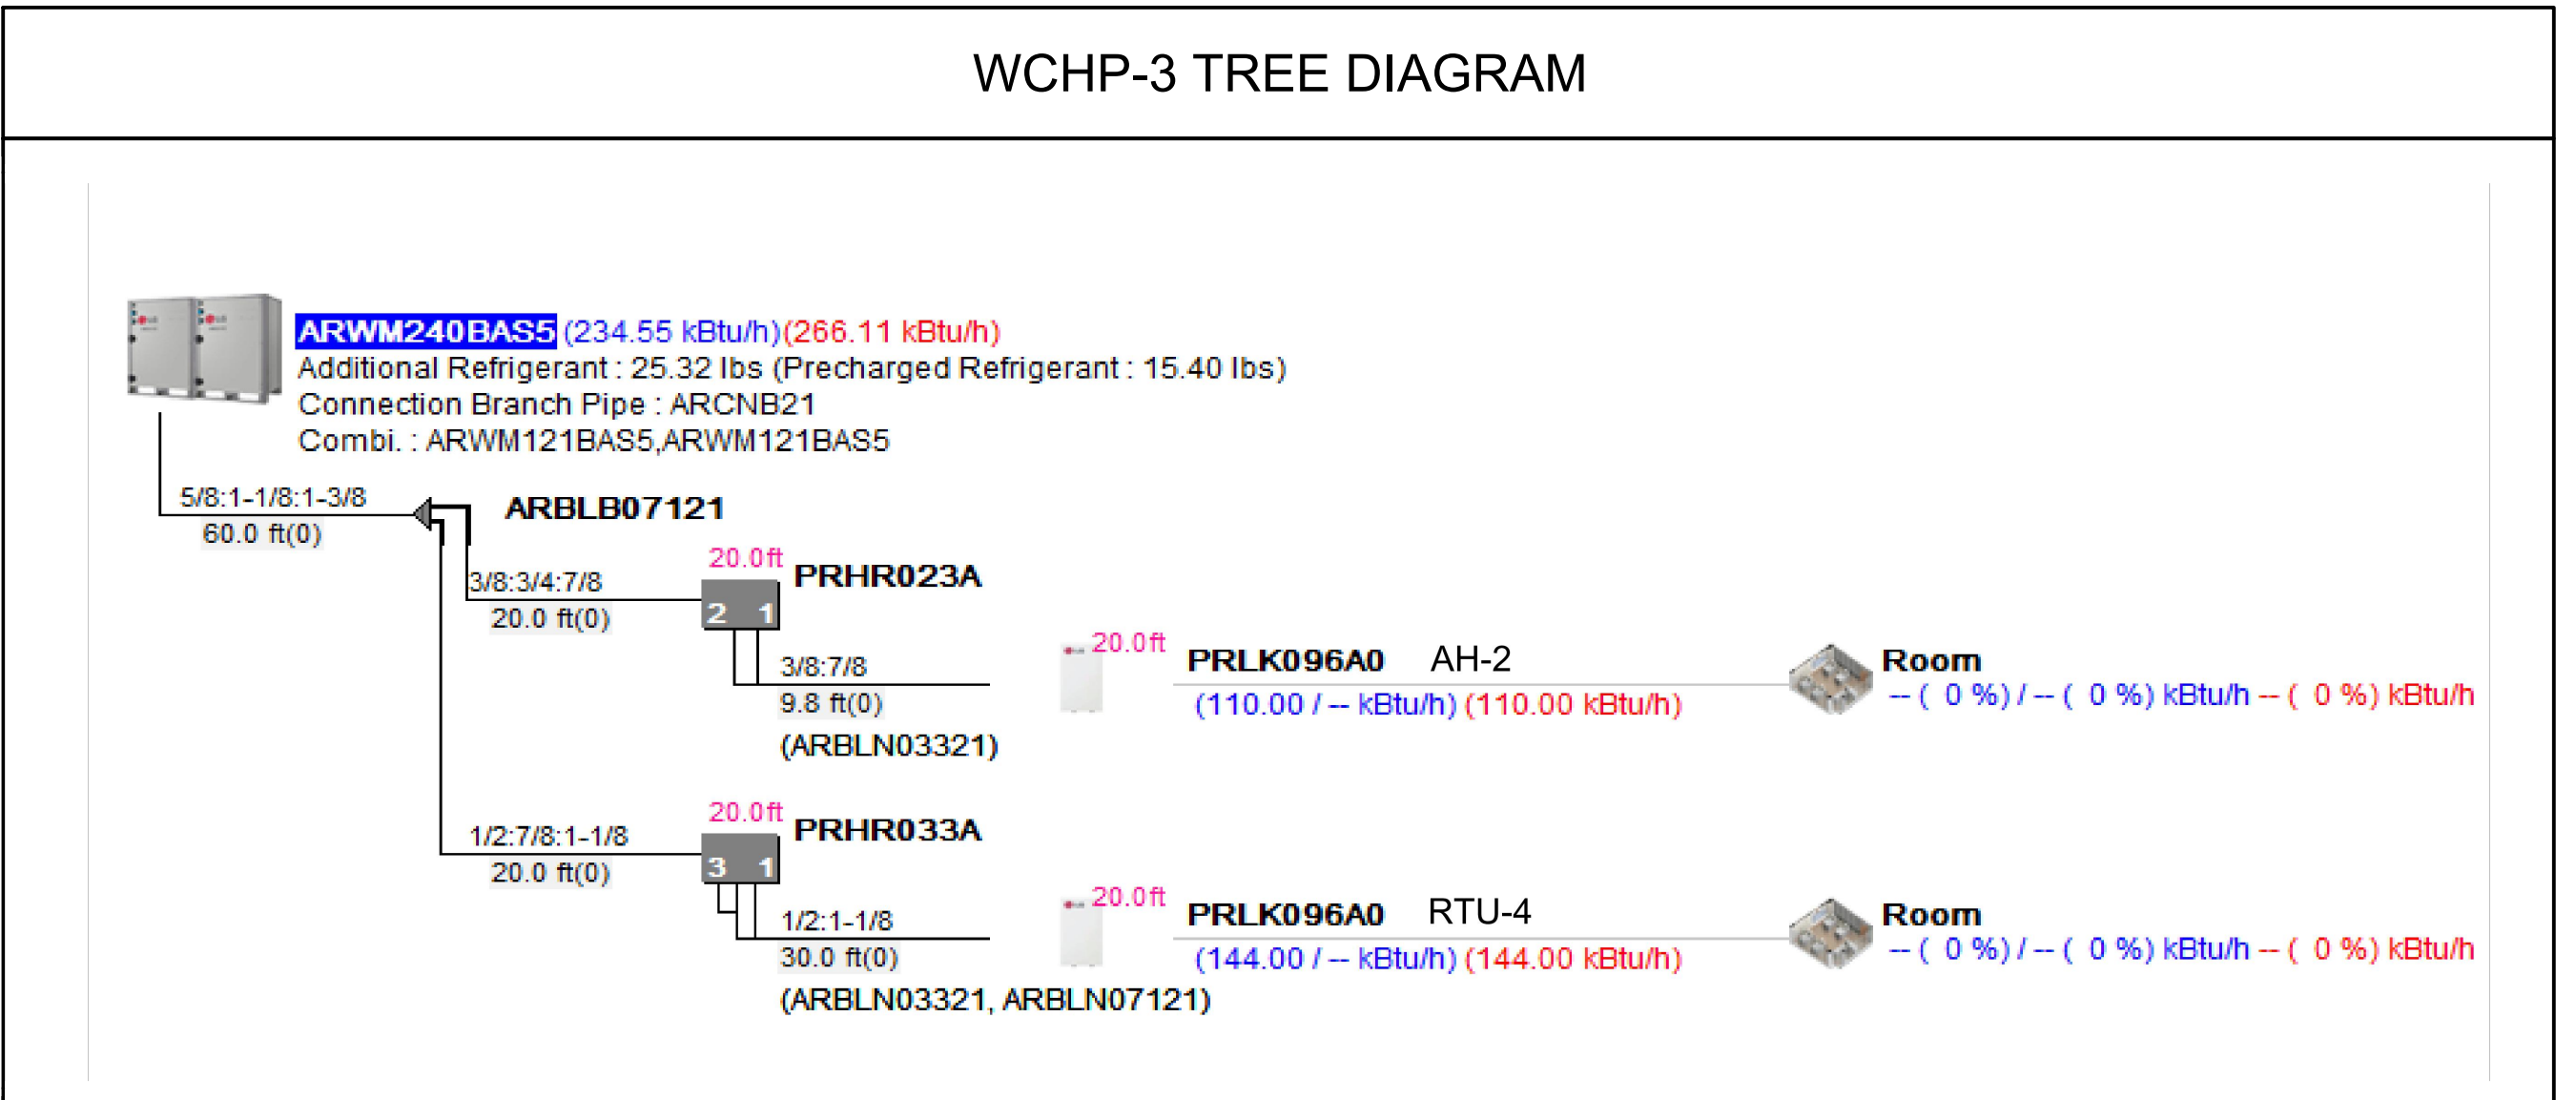 WCHP-3 TREE DIAGRAM
ARWM240BAS5 (234.55 kBtu/h)(266.11 kBtu/h)
Additional Refrigerant : 25.32 lbs (Precharged Refrigerant : 15.40 lbs)
Connection Branch Pipe : ARCNB21
Combi. : ARWM121BAS5,ARWM121BAS5
5/8:1-1/8:1-3/8
60.0 ft(0)
ARBLB07121
20.0ft
PRHR023A
3/8:3/4:7/8
20.0 ft(0)
2 1
3/8:7/8
9.8 ft(0)
(ARBLN03321)
LG
20.0ft
PRLK096A0 AH-2
(110.00 / -- kBtu/h) (110.00 kBtu/h)
Room
-- ( 0 %) / -- ( 0 %) kBtu/h -- ( 0 %) kBtu/h
20.0ft
PRHR033A
1/2:7/8:1-1/8
20.0 ft(0)
3 1
1/2:1-1/8
30.0 ft(0)
(ARBLN03321, ARBLN07121)
LG
20.0ft
PRLK096A0 RTU-4
(144.00 / -- kBtu/h) (144.00 kBtu/h)
Room
-- ( 0 %) / -- ( 0 %) kBtu/h -- ( 0 %) kBtu/h